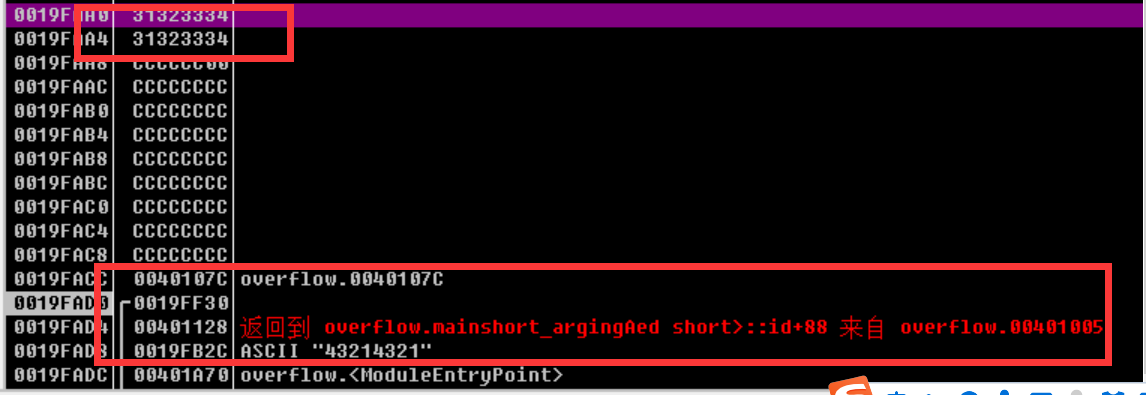 0019FAA0 31323334
0019FAA4 31323334
0019FAA8 CCCCCC00
0019FAAC CCCCCCCC
0019FAB0 CCCCCCCC
0019FAB4 CCCCCCCC
0019FAB8 CCCCCCCC
0019FABC CCCCCCCC
0019FAC0 CCCCCCCC
0019FAC4 CCCCCCCC
0019FAC8 CCCCCCCC
0019FACC 0040107C overflow.0040107C
0019FAD0 0019FF30
0019FAD4 00401128 返回到 overflow.mainshort_argingAed short>::id+88 来自 overflow.00401005
0019FAD8 0019FB2C ASCII "43214321"
0019FADC 00401A70 overflow.<ModuleEntryPoint>